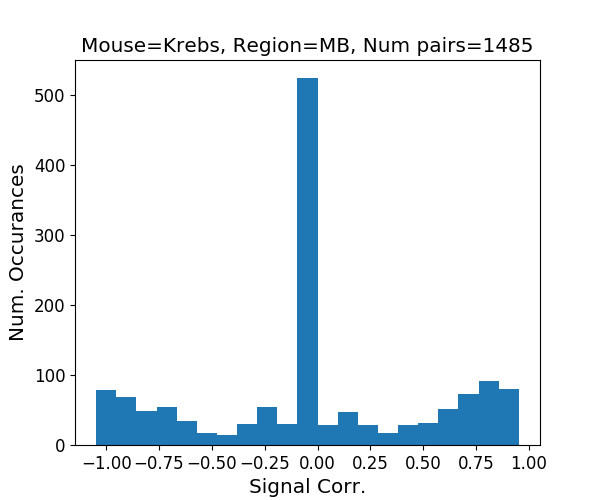 Mouse=Krebs, Region=MB, Num pairs=1485
Num. Occurances
500
400
300
200
100
0
−1.00 −0.75 −0.50 −0.25 0.00 0.25 0.50 0.75 1.00
Signal Corr.